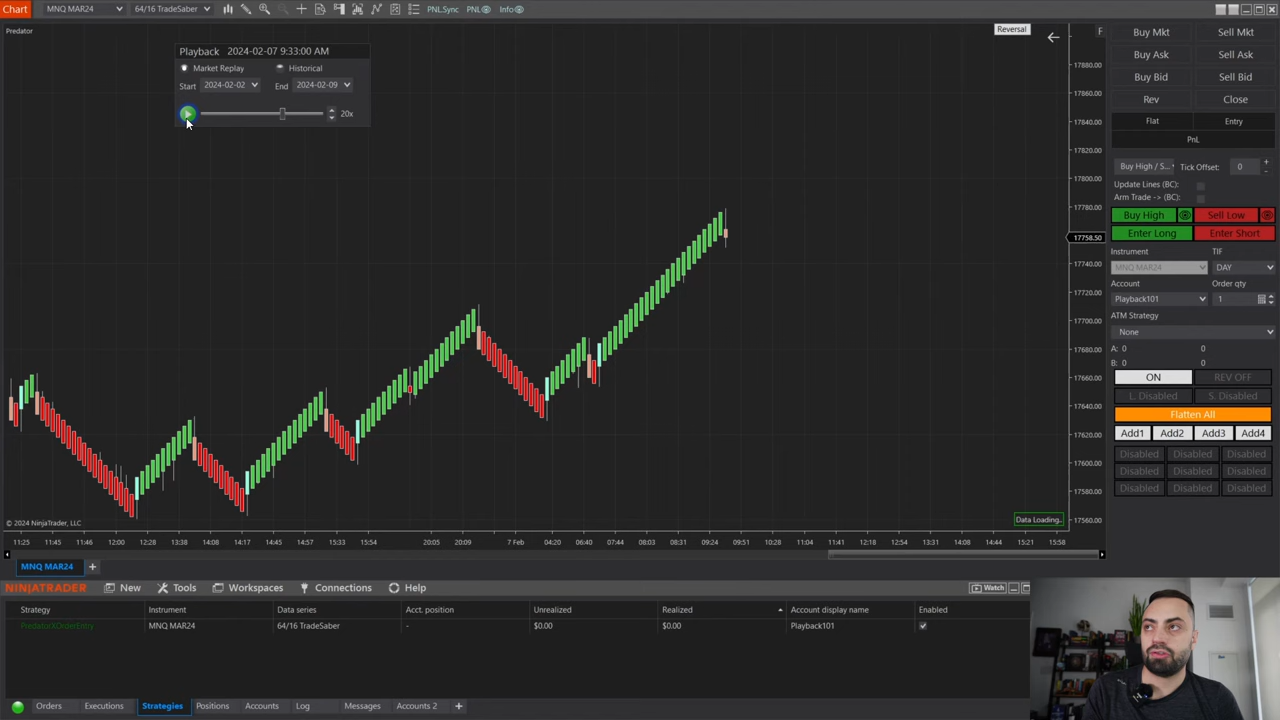 Chart MNQ MAR24 64/16 TradeSaber PNL.Sync PNL Info
Predator
Reversal
F
Playback 2024-02-07 9:33:00 AM
Market Replay Historical
Start 2024-02-02 End 2024-02-09
20x
17880.00
17860.00
17840.00
17820.00
17800.00
17780.00
17758.50
17740.00
17720.00
17700.00
17680.00
17660.00
17640.00
17620.00
17600.00
17580.00
17560.00
© 2024 NinjaTrader, LLC
Data Loading..
11:25 11:45 12:00 12:28 13:38 14:17 14:43 15:33 15:54 20:05 20:09 7 Feb 04:20 06:40 07:44 08:03 08:31 09:24 09:51 09:57 11:04 11:41 12:18 12:54 13:31 14:08 14:44 15:21 15:58
MNQ MAR24 +
Buy Mkt Sell Mkt
Buy Ask Sell Ask
Buy Bid Sell Bid
Rev Close
Flat Entry
PnL
Buy High / S... Tick Offset: 0 + -
Update Lines (BC):
Arm Trade -> (BC):
Buy High Sell Low
Enter Long Enter Short
Instrument TIF
MNQ MAR24 DAY
Account Order qty
Playback101 1
ATM Strategy
None
A: 0 0
B: 0 0
ON REV OFF
L. Disabled S. Disabled
Flatten All
Add1 Add2 Add3 Add4
Disabled Disabled Disabled
Disabled Disabled Disabled
Disabled Disabled Disabled
NINJATRADER New Tools Workspaces Connections Help Watch
Strategy Instrument Data series Acct. position Unrealized Realized Account display name Enabled
PredatorXOrderEntry MNQ MAR24 64/16 TradeSaber - $0.00 $0.00 Playback101
Orders Executions Strategies Positions Accounts Log Messages Accounts 2 +